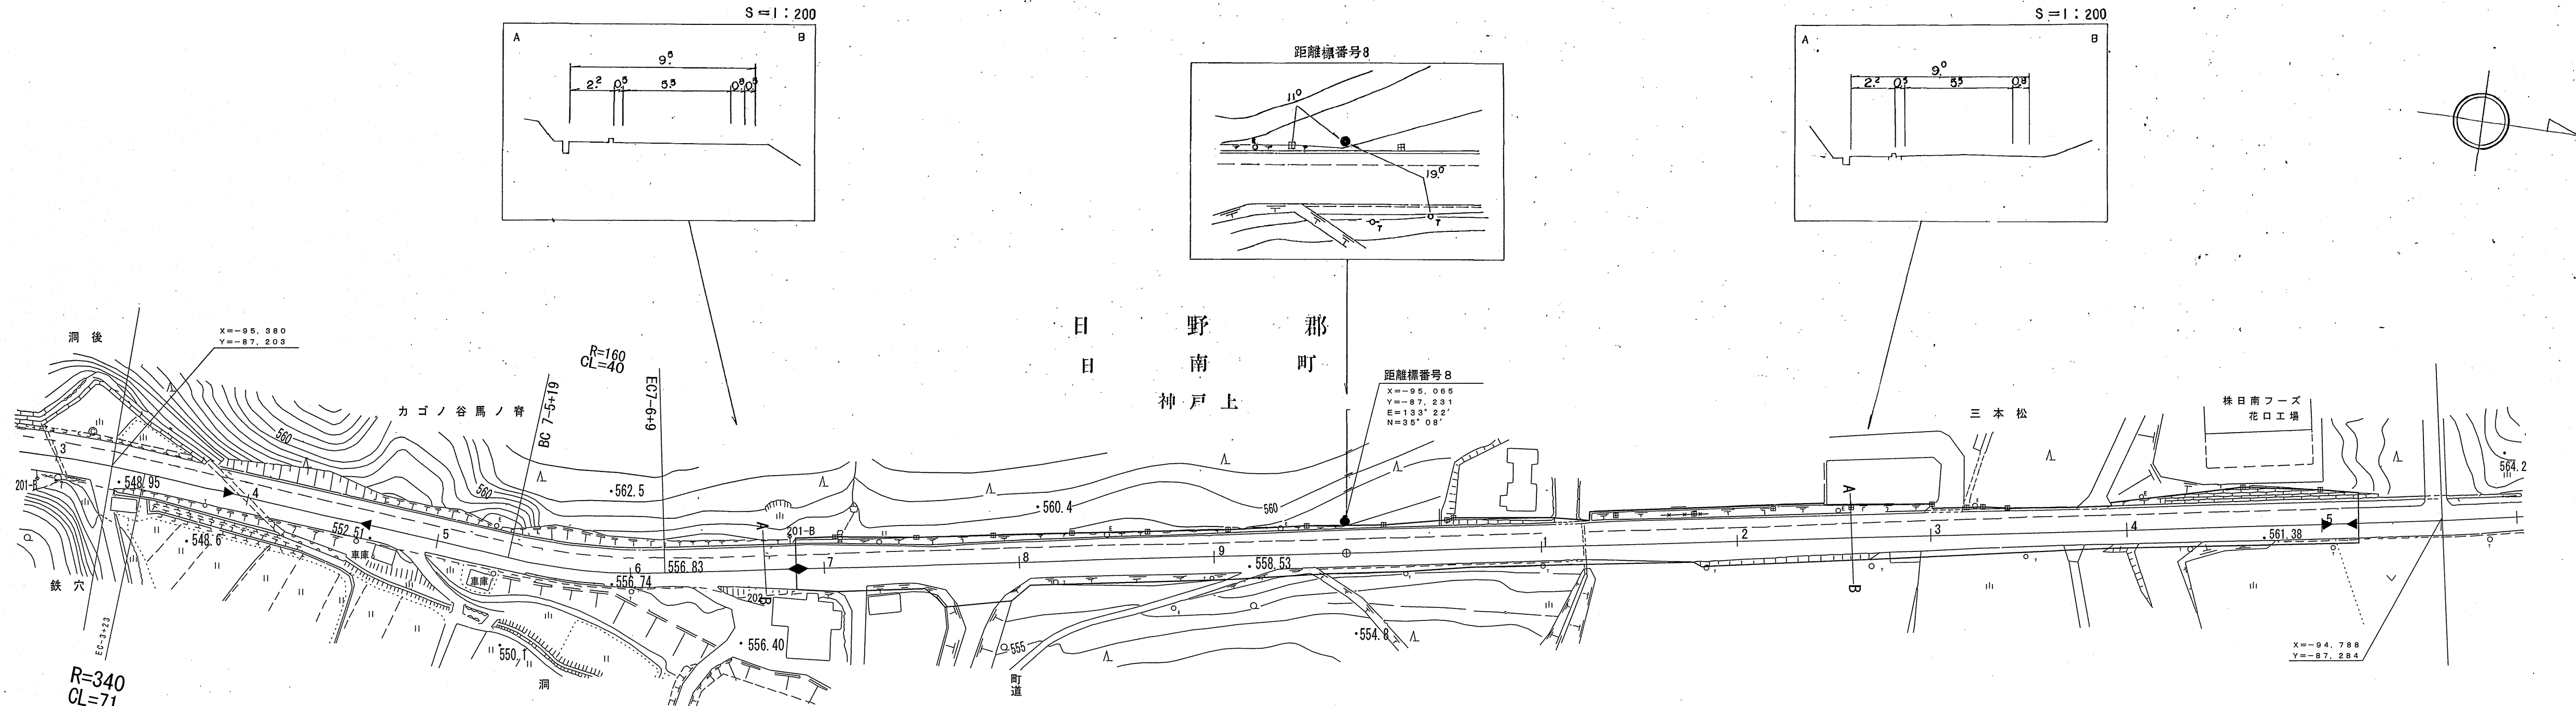 S=1:200
A
B
9.⁵
2.²
0.⁵
5.⁵
0.⁸
0.⁵
距離標番号8
11⁰
19.⁰
T
T
S=1:200
A
B
9.⁰
2.²
0.⁵
5.⁵
0.⁸
日野郡
日南町
神戸上
洞後
X=-95,380
Y=-87,203
カゴノ谷馬ノ脊
R=160
CL=40
BC 7-5+19
EC7-6+9
距離標番号8
X=-95,065
Y=-87,231
E=133°22′
N=35°08′
三本松
株日南フーズ
花口工場
560
560
562.5
560.4
560
564.2
3
4
5
6
7
8
9
1
2
3
4
5
201-B
548.95
548.6
552.51
車庫
車庫
556.74
556.83
A
B
201-B
202
556.40
558.53
555
554.8
A
B
561.38
鉄穴
EC-3+23
R=340
CL=71
550.1
洞
町道
X=-94,788
Y=-87,284